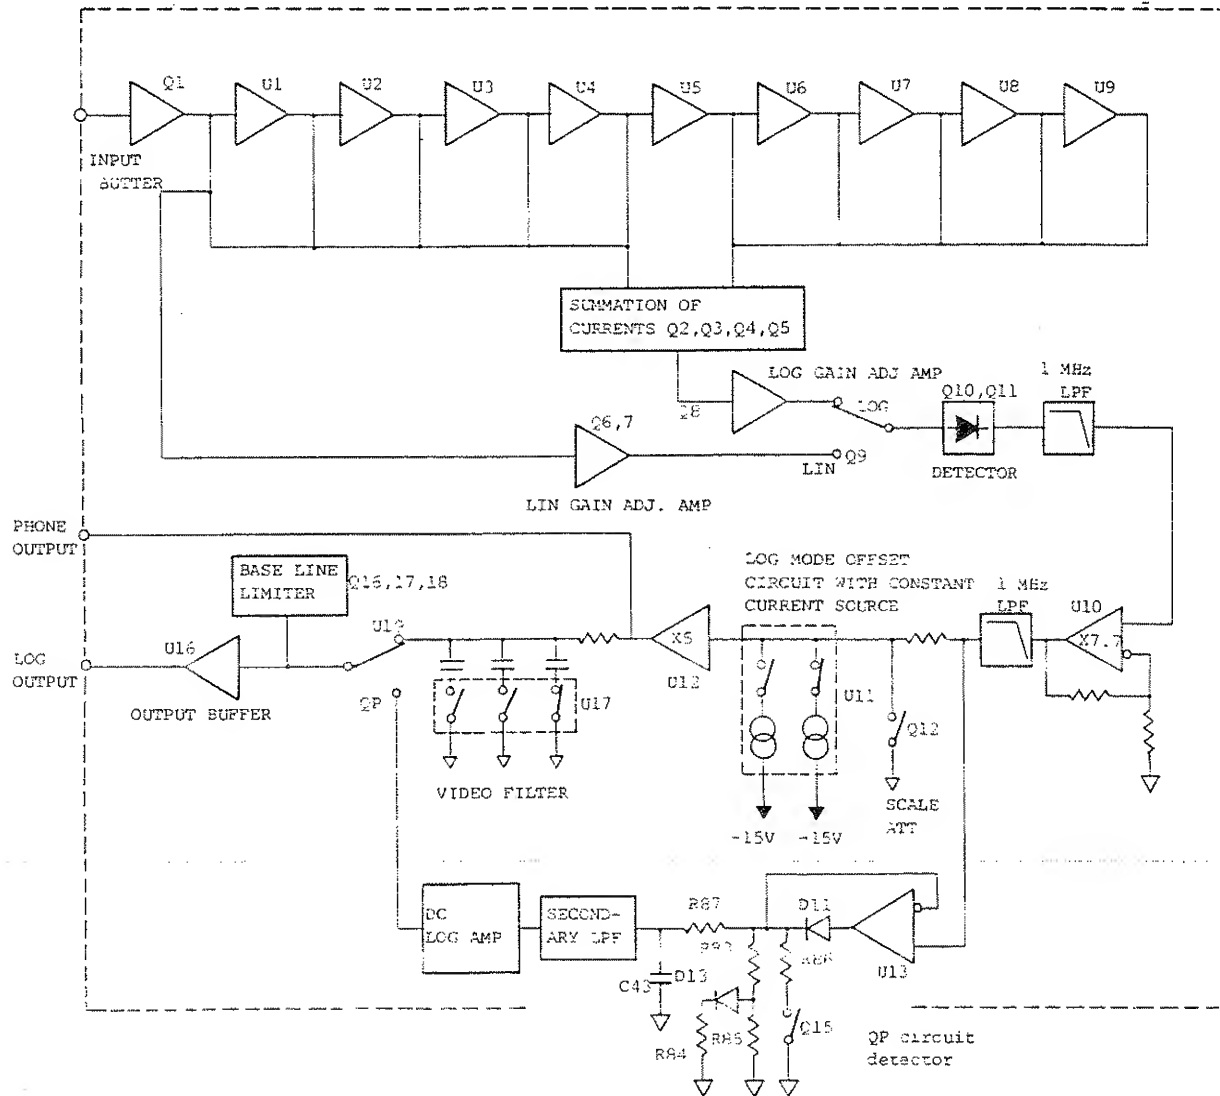 Q1
U1
U2
U3
U4
U5
U6
U7
U8
U9
INPUT
BUTTER
SUMMATION OF
CURRENTS Q2,Q3,Q4,Q5
LOG GAIN ADJ AMP
Q8
LOG
Q10,Q11
1 MHz
LPF
Q6,7
LIN
Q9
DETECTOR
LIN GAIN ADJ. AMP
PHONE
OUTPUT
BASE LINE
LIMITER
Q16,17,18
LOG MODE OFFSET
CIRCUIT WITH CONSTANT
CURRENT SOURCE
1 MHz
LPF
U10
X7.7
U16
LOG
OUTPUT
OUTPUT BUFFER
QP
U17
X5
U12
U11
Q12
VIDEO FILTER
-15V
-15V
SCALE
ATT
DC
LOG AMP
SECOND-
ARY LPF
R87
D11
U13
C43
D13
Q15
R84
QP circuit
detector